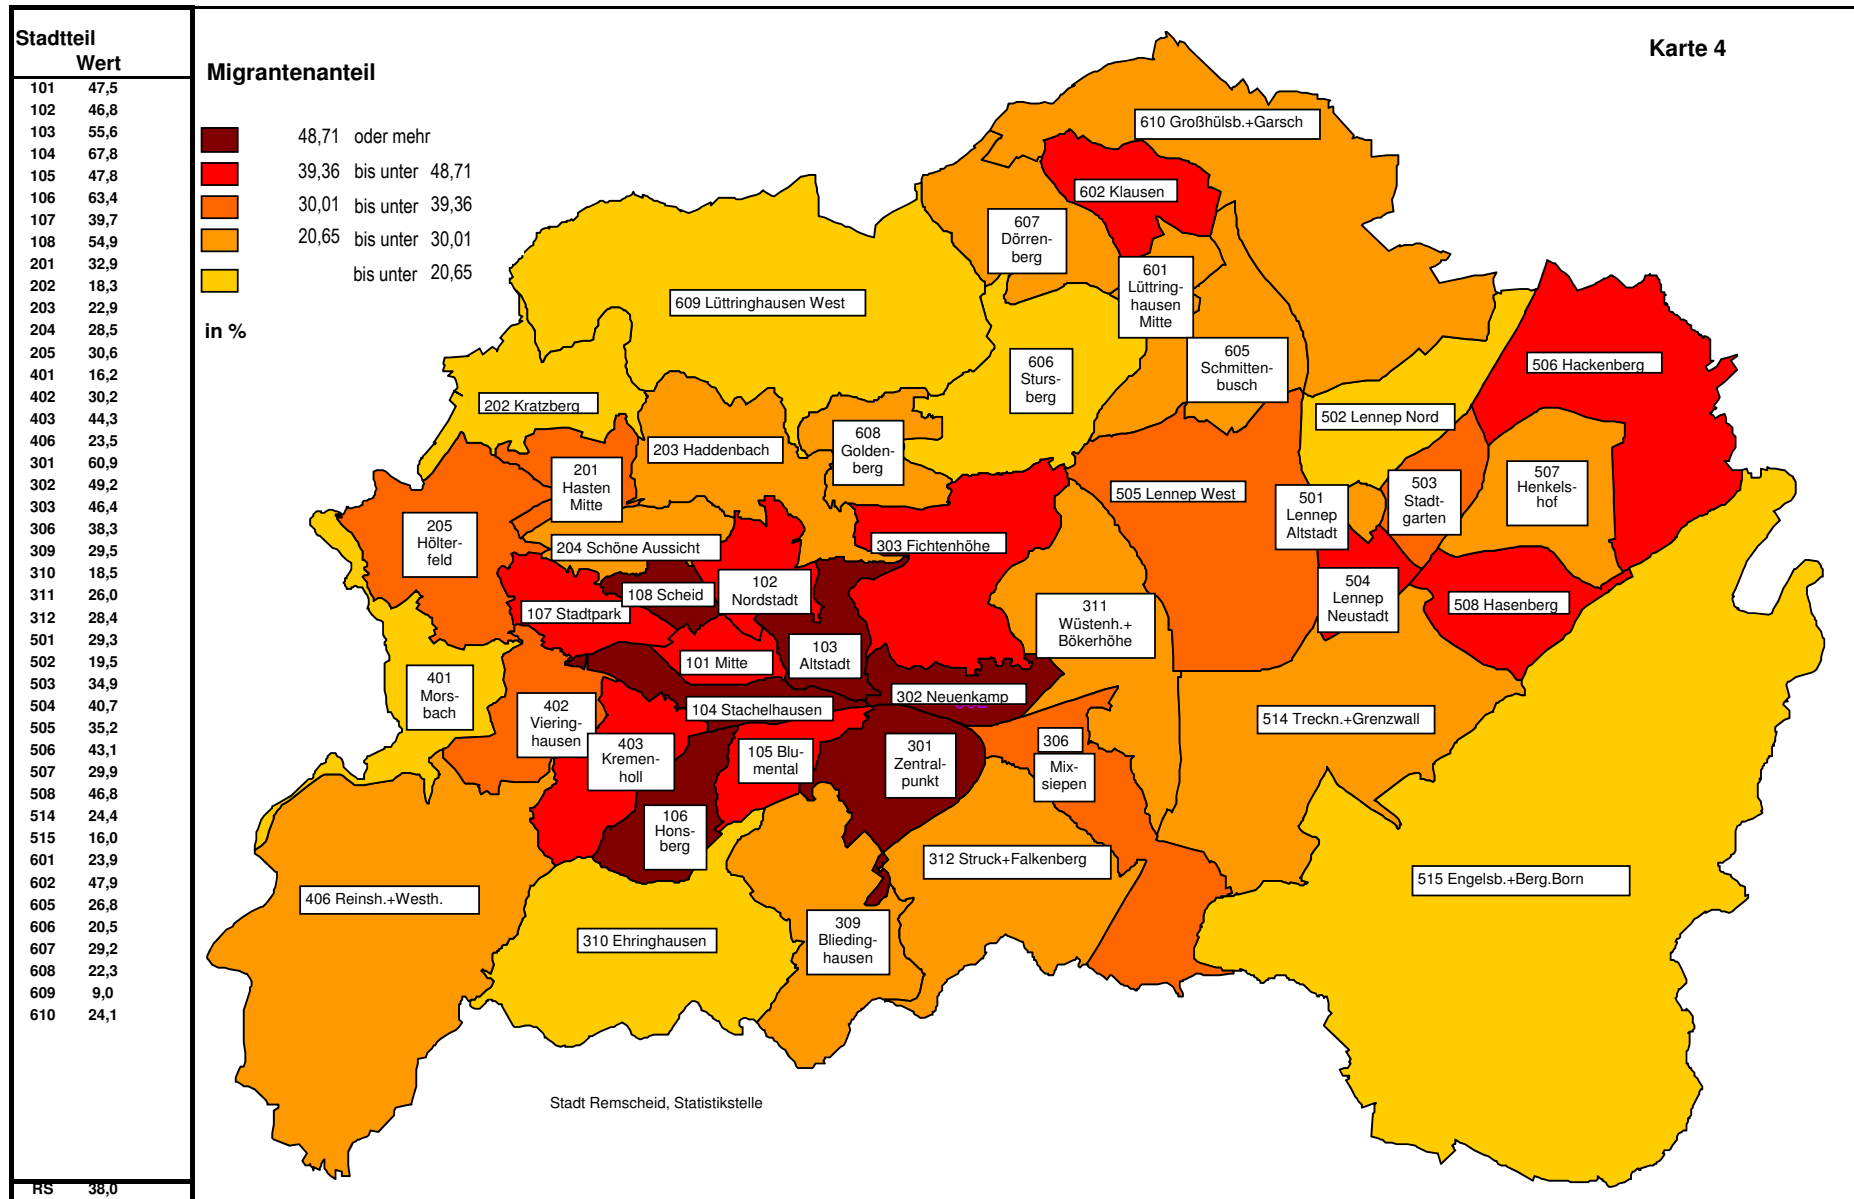 Stadtteil
Wert
101 47,5
102 46,8
103 55,6
104 67,8
105 47,8
106 63,4
107 39,7
108 54,9
201 32,9
202 18,3
203 22,9
204 28,5
205 30,6
401 16,2
402 30,2
403 44,3
406 23,5
301 60,9
302 49,2
303 46,4
306 38,3
309 29,5
310 18,5
311 26,0
312 28,4
501 29,3
502 19,5
503 34,9
504 40,7
505 35,2
506 43,1
507 29,9
508 46,8
514 24,4
515 16,0
601 23,9
602 47,9
605 26,8
606 20,5
607 29,2
608 22,3
609 9,0
610 24,1
RS 38,0
Migrantenanteil
48,71 oder mehr
39,36 bis unter 48,71
30,01 bis unter 39,36
20,65 bis unter 30,01
bis unter 20,65
in %
Karte 4
610 Großhülsb.+Garsch
602 Klausen
607
Dörren-
berg
601
Lüttring-
hausen
Mitte
609 Lüttringhausen West
606
Sturs-
berg
605
Schmitten-
busch
506 Hackenberg
202 Kratzberg
502 Lennep Nord
203 Haddenbach
608
Golden-
berg
201
Hasten
Mitte
505 Lennep West
501
Lennep
Altstadt
503
Stadt-
garten
507
Henkels-
hof
205
Hölter-
feld
204 Schöne Aussicht
303 Fichtenhöhe
102
Nordstadt
108 Scheid
107 Stadtpark
311
Wüstenh.+
Bökerhöhe
504
Lennep
Neustadt
508 Hasenberg
103
Altstadt
101 Mitte
401
Mors-
bach
302 Neuenkamp
302
402
Viering-
hausen
104 Stachelhausen
514 Treckn.+Grenzwall
403
Kremen-
holl
105 Blu-
mental
301
Zentral-
punkt
306
Mix-
siepen
106
Hons-
berg
312 Struck+Falkenberg
515 Engelsb.+Berg.Born
406 Reinsh.+Westh.
310 Ehringhausen
309
Blieding-
hausen
Stadt Remscheid, Statistikstelle